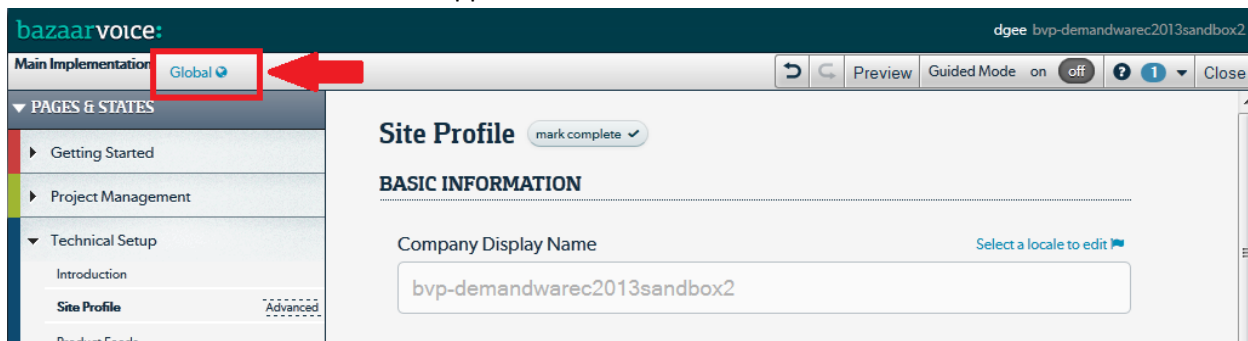 bazaarvoice:
dgee bvp-demandwarec2013sandbox2
Main Implementation Global
Preview Guided Mode on off 1 Close
PAGES & STATES
Getting Started
Project Management
Technical Setup
Introduction
Site Profile Advanced
Site Profile mark complete
BASIC INFORMATION
Company Display Name Select a locale to edit
bvp-demandwarec2013sandbox2